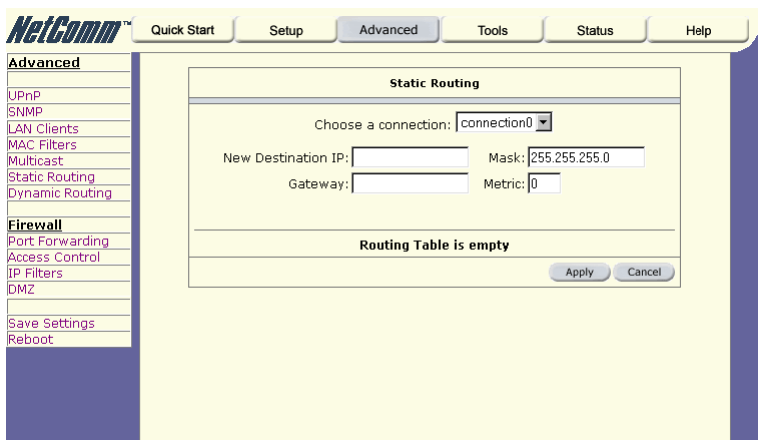 NetComm™
Quick Start Setup Advanced Tools Status Help
Advanced
UPnP
SNMP
LAN Clients
MAC Filters
Multicast
Static Routing
Dynamic Routing
Firewall
Port Forwarding
Access Control
IP Filters
DMZ
Save Settings
Reboot
Static Routing
Choose a connection: connection0
New Destination IP: Mask: 255.255.255.0
Gateway: Metric: 0
Routing Table is empty
Apply Cancel